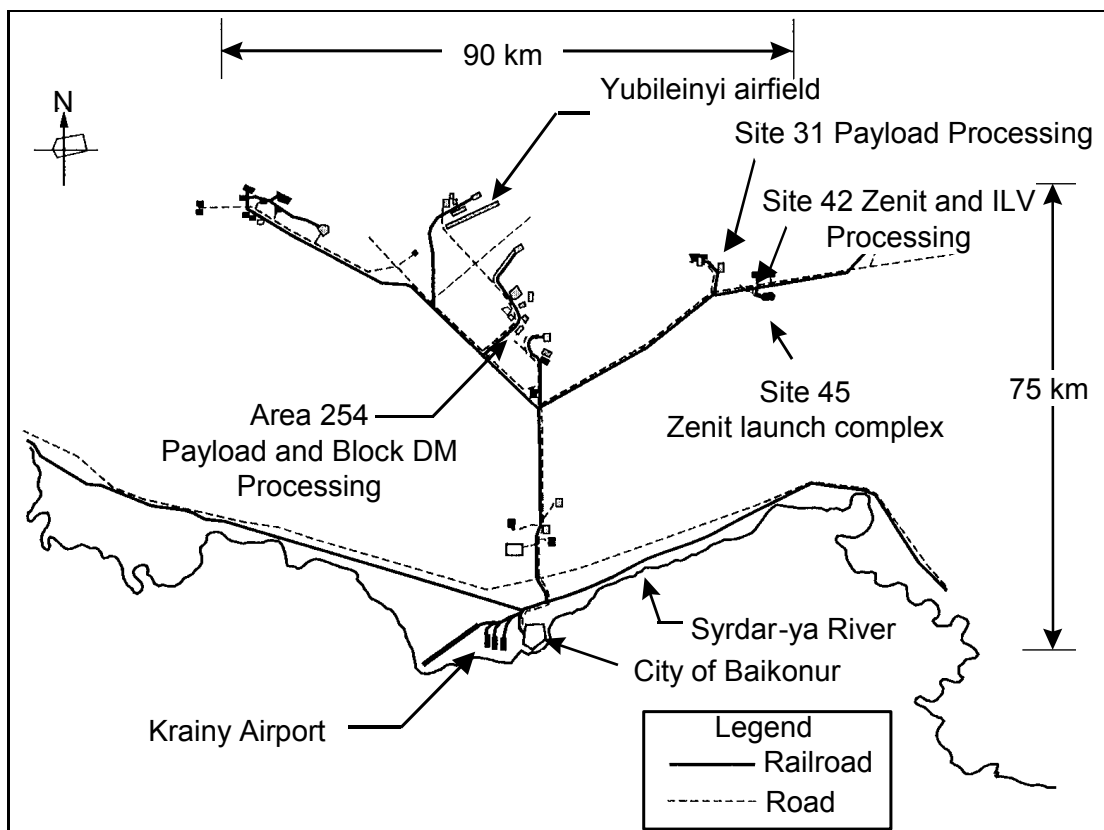 90 km
Yubileinyi airfield
N
Site 31 Payload Processing
Site 42 Zenit and ILV
Processing
75 km
Site 45
Zenit launch complex
Area 254
Payload and Block DM
Processing
Syrdar-ya River
City of Baikonur
Krainy Airport
Legend
Railroad
Road